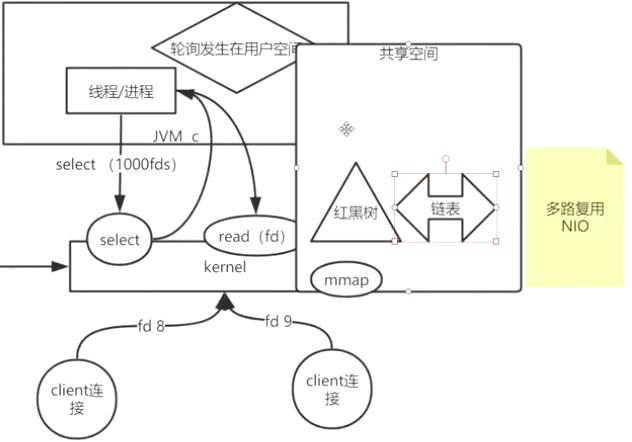 轮询发生在用户空间
共享空间
线程/进程
JVM c
select （1000fds）
红黑树
链表
多路复用
NIO
select
read（fd）
kernel
mmap
fd 8
fd 9
client连
接
client连
接